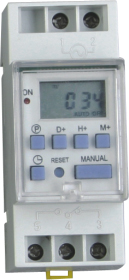 ON
034
P D+ H+ M+
RESET MANUAL